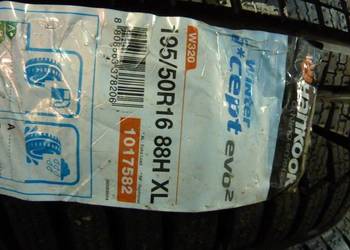 Hankook
Winter
i*cept evo2
W320
195/50R16 88H XL
1017582
A